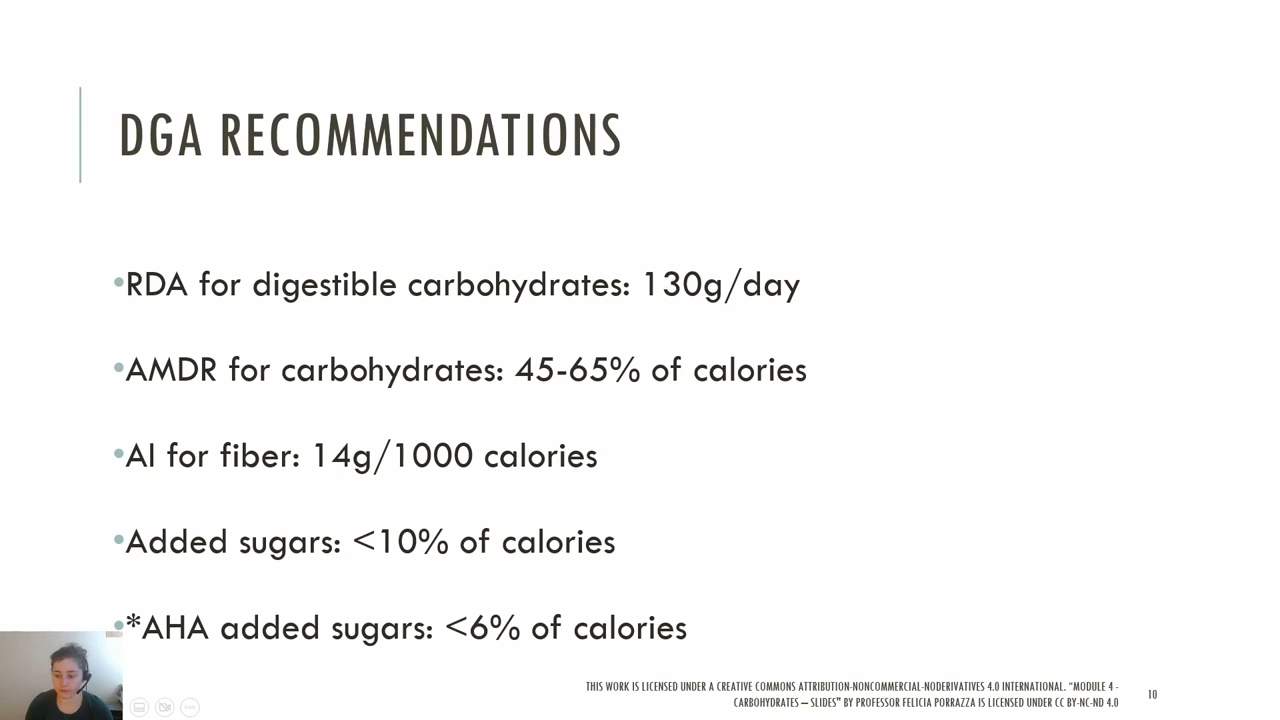 DGA RECOMMENDATIONS
•RDA for digestible carbohydrates: 130g/day
•AMDR for carbohydrates: 45-65% of calories
•AI for fiber: 14g/1000 calories
•Added sugars: <10% of calories
•*AHA added sugars: <6% of calories
THIS WORK IS LICENSED UNDER A CREATIVE COMMONS ATTRIBUTION-NONCOMMERCIAL-NODERIVATIVES 4.0 INTERNATIONAL. “MODULE 4 -
CARBOHYDRATES – SLIDES” BY PROFESSOR FELICIA PORRAZZA IS LICENSED UNDER CC BY-NC-ND 4.0
10